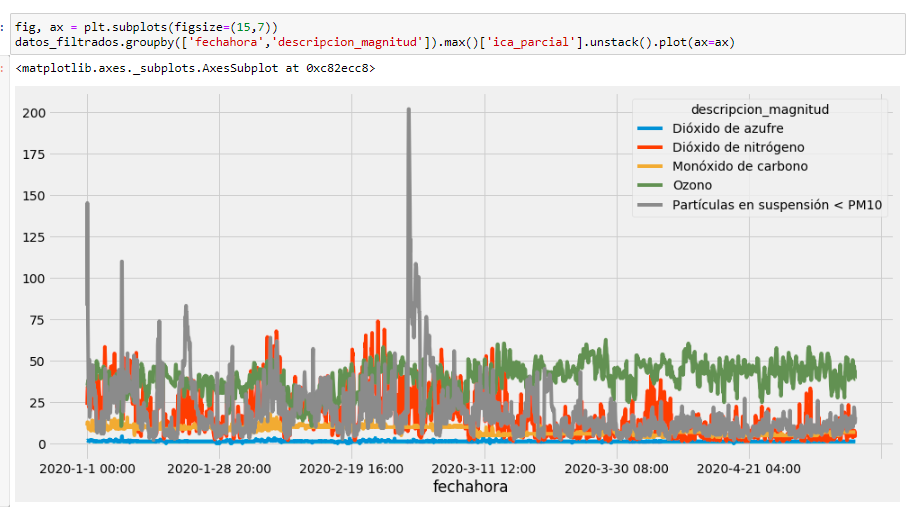 fig, ax = plt.subplots(figsize=(15,7))
datos_filtrados.groupby(['fechahora','descripcion_magnitud']).max()['ica_parcial'].unstack().plot(ax=ax)
<matplotlib.axes._subplots.AxesSubplot at 0xc82ecc8>
descripcion_magnitud
Dióxido de azufre
Dióxido de nitrógeno
Monóxido de carbono
Ozono
Partículas en suspensión < PM10
200
175
150
125
100
75
50
25
0
2020-1-1 00:00 2020-1-28 20:00 2020-2-19 16:00 2020-3-11 12:00 2020-3-30 08:00 2020-4-21 04:00
fechahora